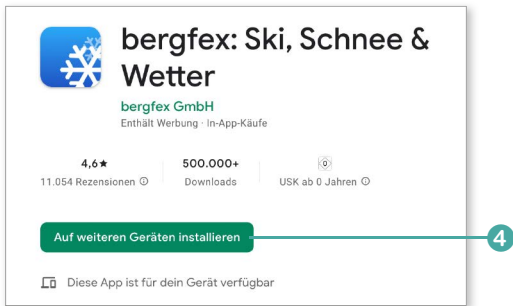 bergfex: Ski, Schnee &
Wetter
bergfex GmbH
Enthält Werbung · In-App-Käufe
4,6★ 500.000+ 0
11.054 Rezensionen ⓘ Downloads USK ab 0 Jahren ⓘ
Auf weiteren Geräten installieren 4
Diese App ist für dein Gerät verfügbar